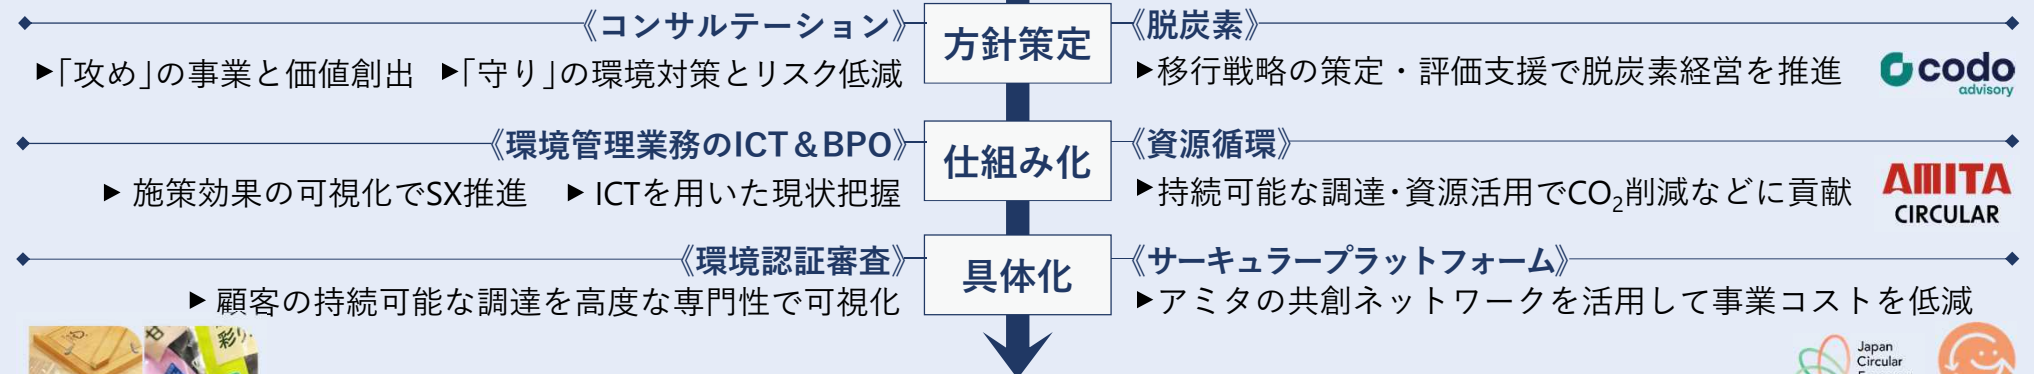 《コンサルテーション》
▶｢攻め｣の事業と価値創出 ▶｢守り｣の環境対策とリスク低減
方針策定
《脱炭素》
▶移行戦略の策定・評価支援で脱炭素経営を推進
codo
advisory
《環境管理業務のICT＆BPO》
▶ 施策効果の可視化でSX推進 ▶ ICTを用いた現状把握
仕組み化
《資源循環》
▶持続可能な調達･資源活用でCO₂削減などに貢献
AMITA
CIRCULAR
《環境認証審査》
▶ 顧客の持続可能な調達を高度な専門性で可視化
具体化
《サーキュラープラットフォーム》
▶アミタの共創ネットワークを活用して事業コストを低減
彩り
Japan
Circular